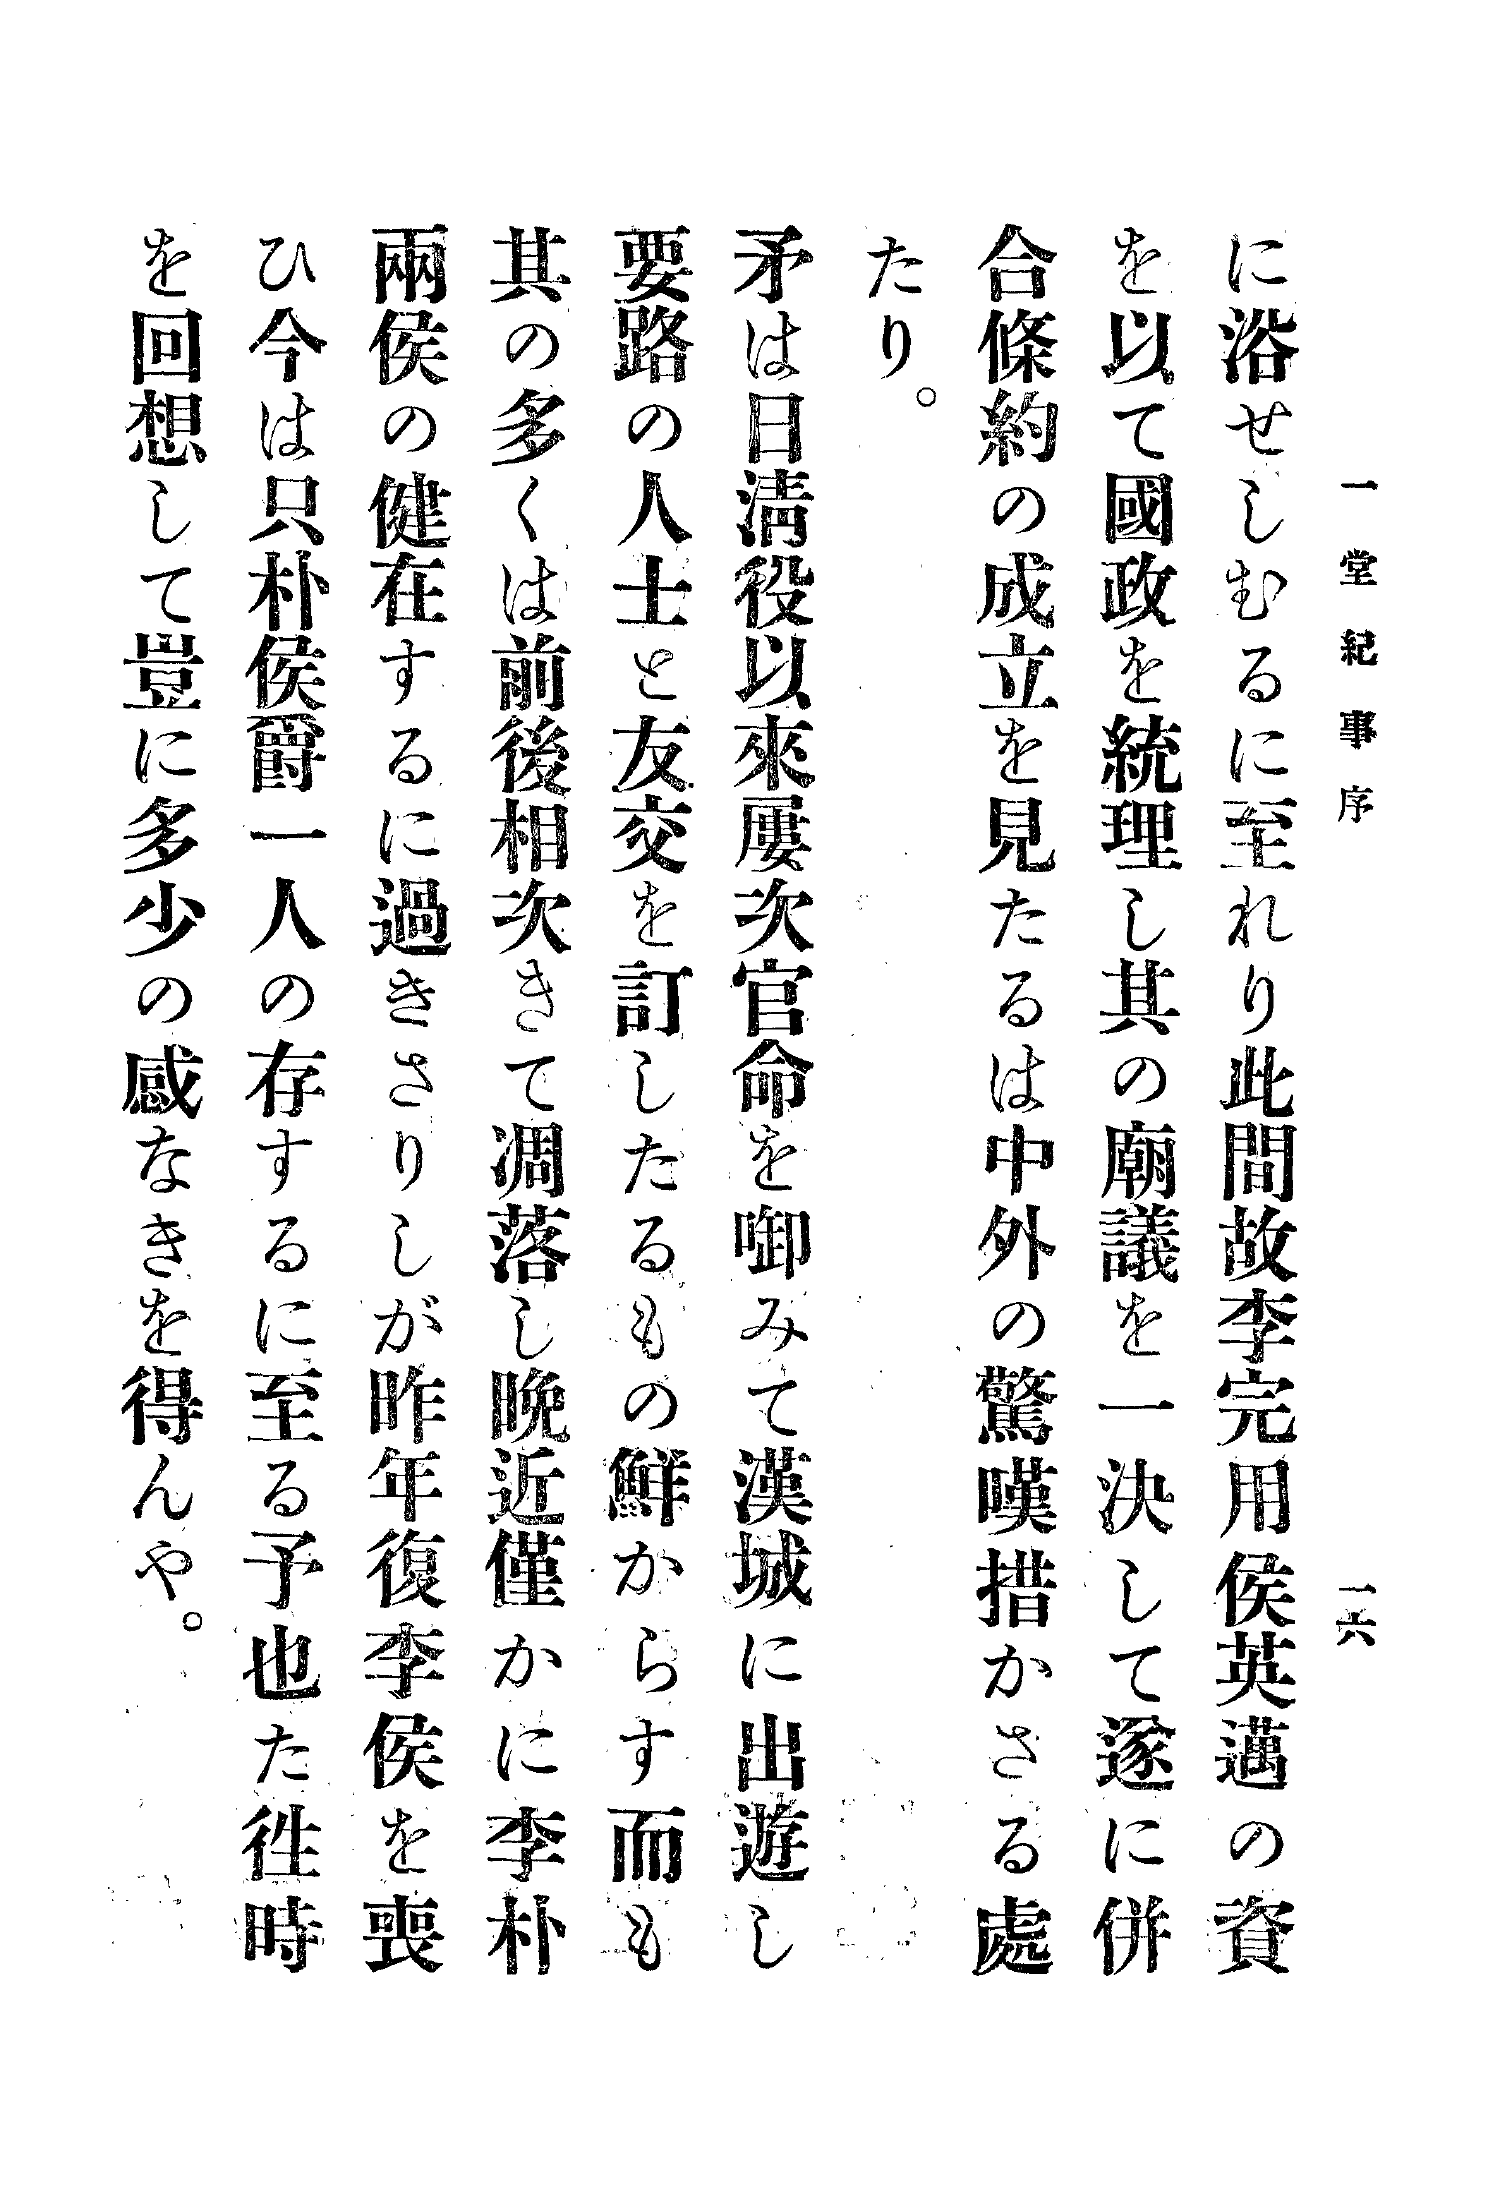 一堂紀事序
一六
に浴せしむるに至れり此間故李完用侯英邁の資
を以て國政を統理し其の廟議を一決して遂に併
合條約の成立を見たるは中外の驚嘆措かさる處
たり。
矛は日淸役以來屢次官命を啣みて漢城に出遊し
要路の人士と友交を訂したるもの鮮からす而も
其の多くは前後相次きて凋落し晩近僅かに李朴
兩侯の健在するに過きさりしが昨年復李侯を喪
ひ今は只朴侯爵一人の存するに至る予也た徃時
を回想して豈に多少の感なきを得んや。